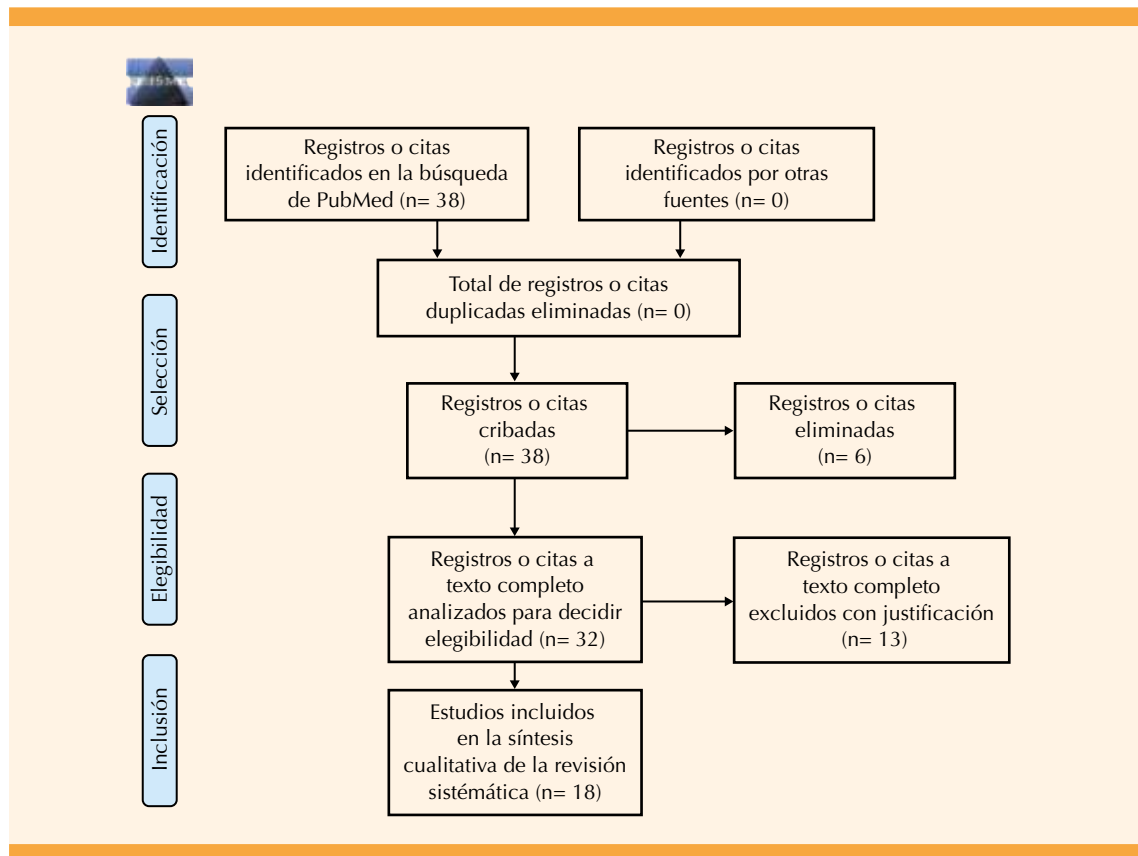 Identificación
Registros o citas
identificados en la búsqueda
de PubMed (n= 38)
Registros o citas
identificados por otras
fuentes (n= 0)
Total de registros o citas
duplicadas eliminadas (n= 0)
Selección
Registros o citas
cribadas
(n= 38)
Registros o citas
eliminadas
(n= 6)
Elegibilidad
Registros o citas a
texto completo
analizados para decidir
elegibilidad (n= 32)
Registros o citas a
texto completo
excluidos con justificación
(n= 13)
Inclusión
Estudios incluidos
en la síntesis
cualitativa de la revisión
sistémática (n= 18)